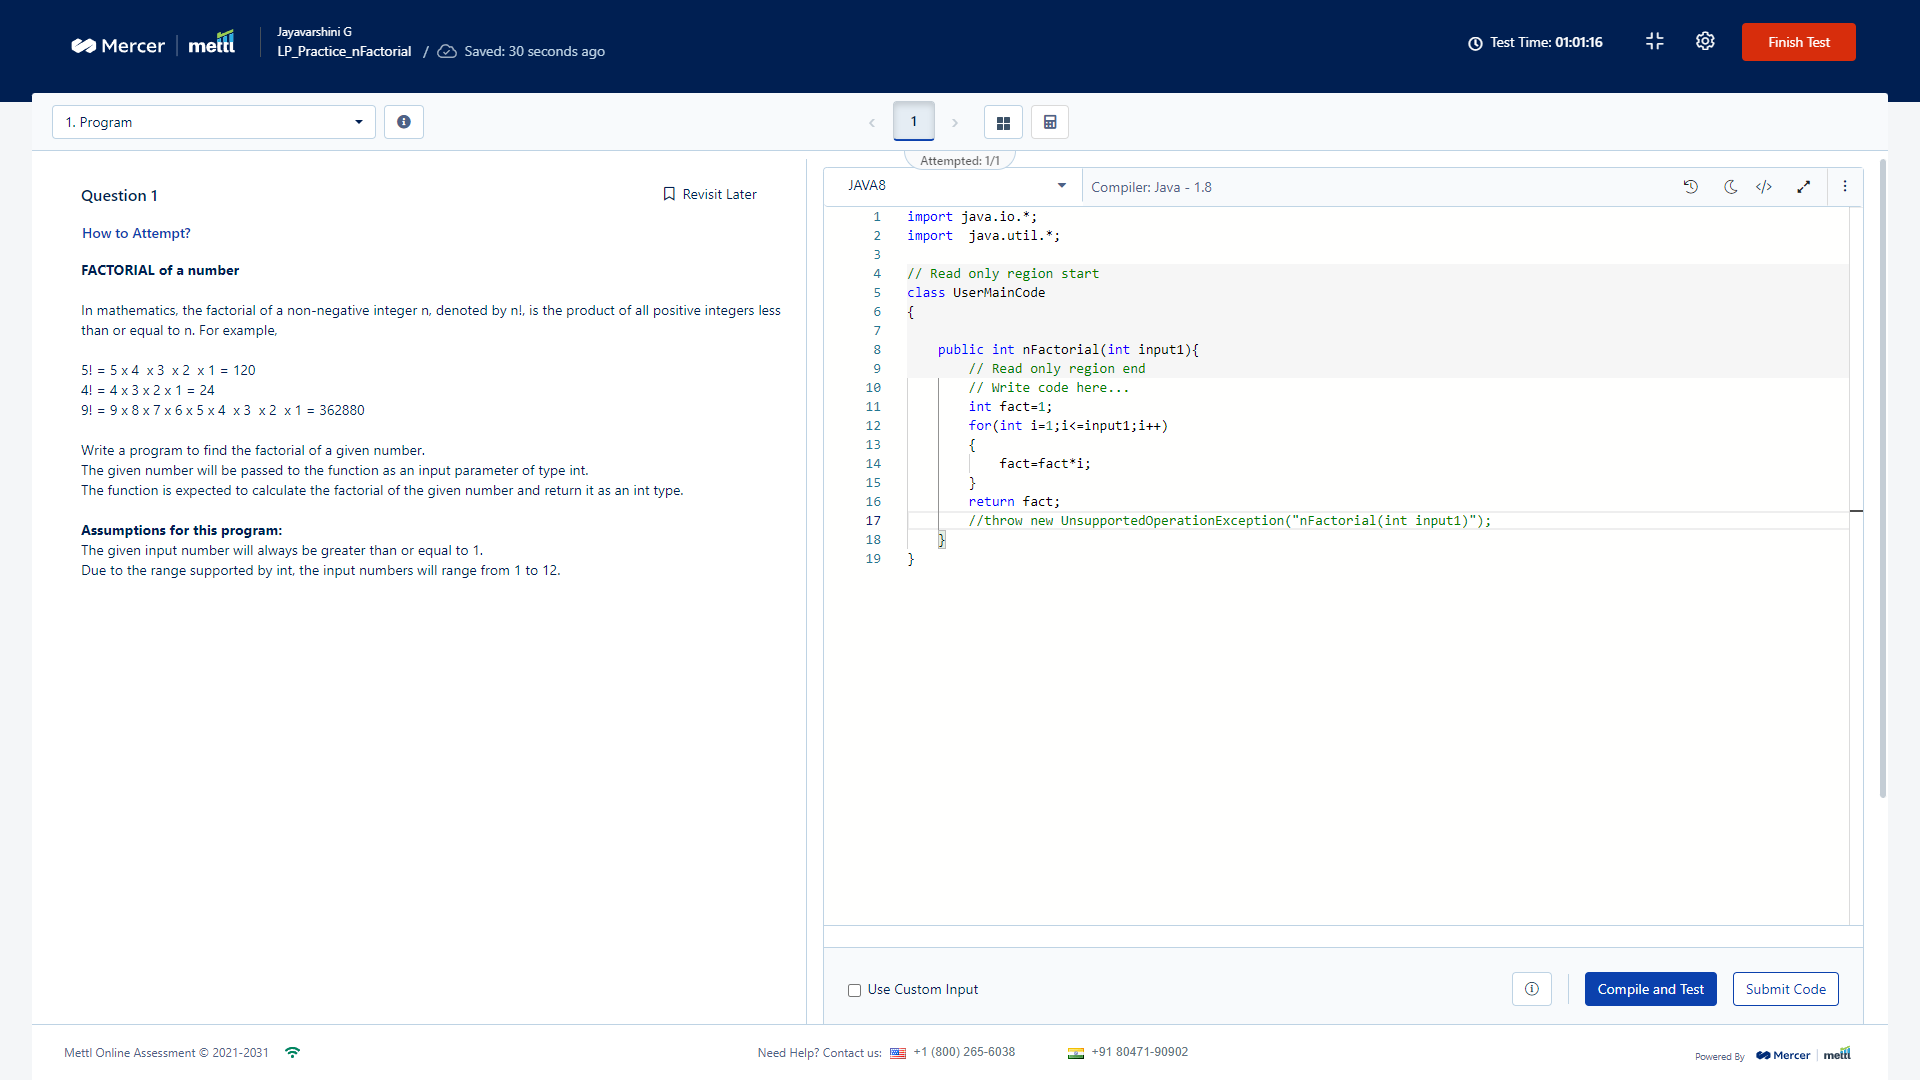 Mercer mettl
Jayavarshini G
LP_Practice_nFactorial / Saved: 30 seconds ago
Test Time: 01:01:16
Finish Test
1. Program
1
Attempted: 1/1
Question 1
Revisit Later
How to Attempt?
FACTORIAL of a number
In mathematics, the factorial of a non-negative integer n, denoted by n!, is the product of all positive integers less
than or equal to n. For example,
5! = 5 x 4  x 3  x 2  x 1 = 120
4! = 4 x 3 x 2 x 1 = 24
9! = 9 x 8 x 7 x 6 x 5 x 4  x 3  x 2  x 1 = 362880
Write a program to find the factorial of a given number.
The given number will be passed to the function as an input parameter of type int.
The function is expected to calculate the factorial of the given number and return it as an int type.
Assumptions for this program:
The given input number will always be greater than or equal to 1.
Due to the range supported by int, the input numbers will range from 1 to 12.
JAVA8
Compiler: Java - 1.8
1 import java.io.*;
2 import  java.util.*;
3
4 // Read only region start
5 class UserMainCode
6 {
7
8     public int nFactorial(int input1){
9         // Read only region end
10         // Write code here...
11         int fact=1;
12         for(int i=1;i<=input1;i++)
13         {
14             fact=fact*i;
15         }
16         return fact;
17         //throw new UnsupportedOperationException("nFactorial(int input1)");
18     }
19 }
Use Custom Input
Compile and Test
Submit Code
Mettl Online Assessment © 2021-2031
Need Help? Contact us: +1 (800) 265-6038
+91 80471-90902
Powered By Mercer mettl